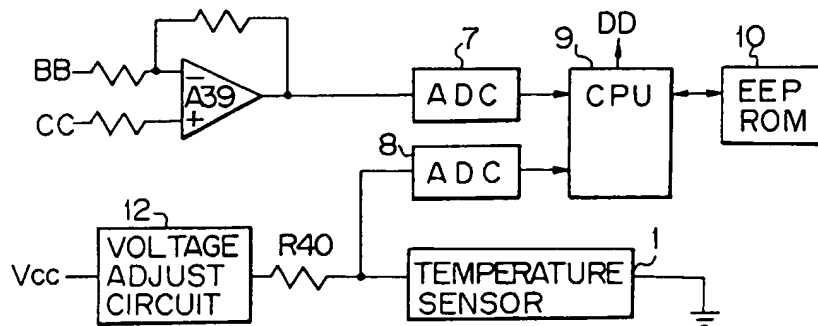 DD
7
9
10
BB
−
A39
+
CC
ADC
CPU
EEP
ROM
8
ADC
12
VOLTAGE
ADJUST
CIRCUIT
R40
1
TEMPERATURE
SENSOR
Vcc